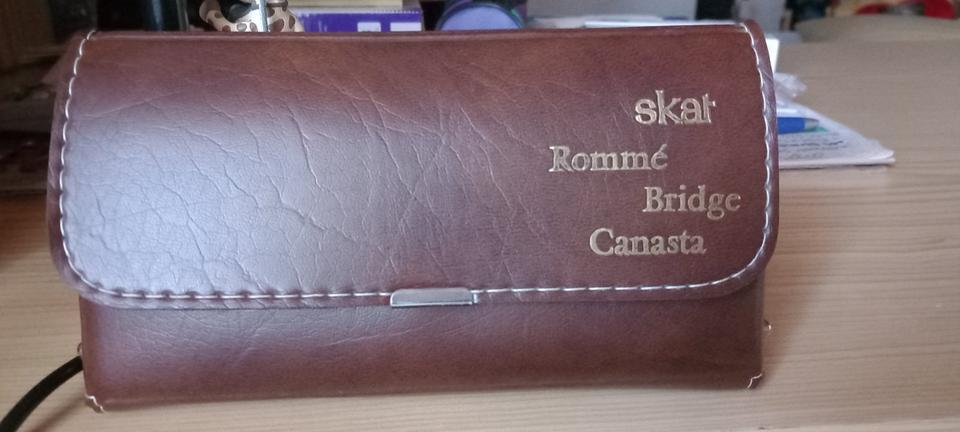 skat
Rommé
Bridge
Canasta